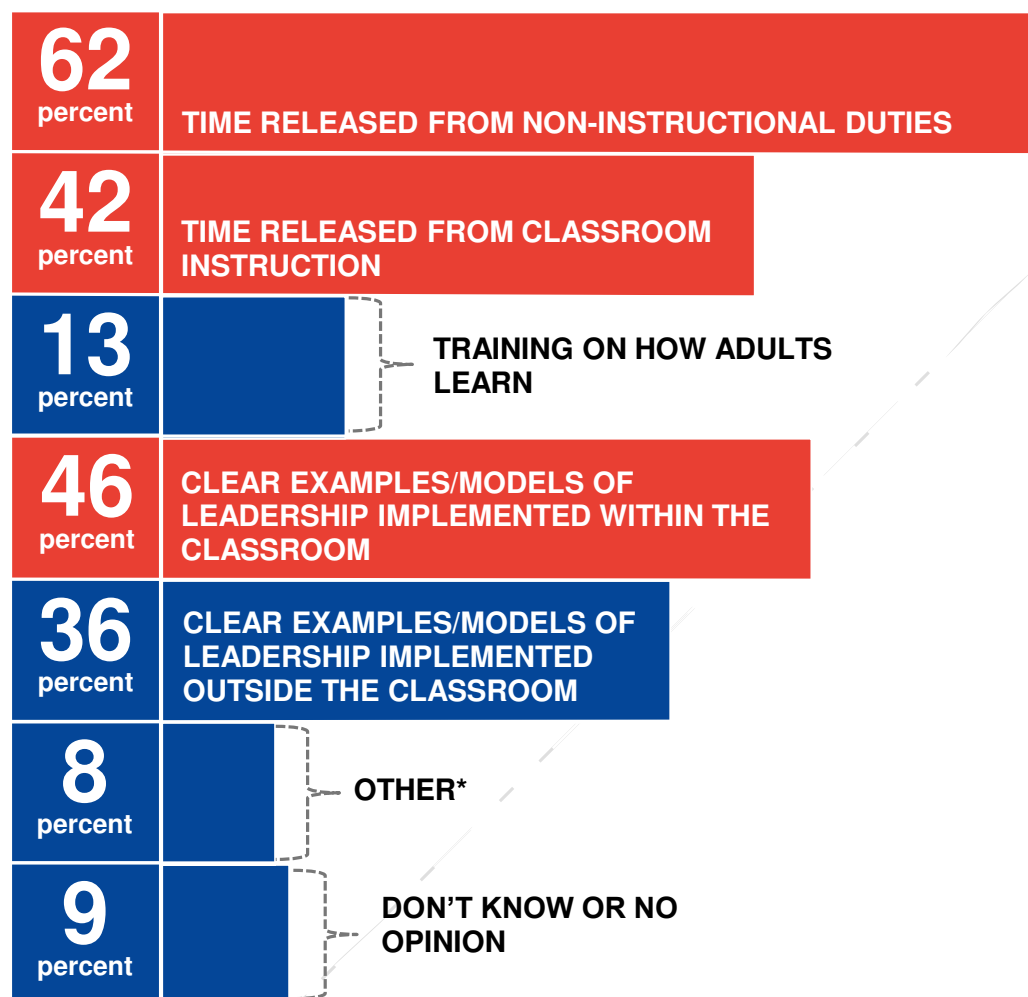 62
percent
TIME RELEASED FROM NON-INSTRUCTIONAL DUTIES
42
percent
TIME RELEASED FROM CLASSROOM
INSTRUCTION
13
percent
TRAINING ON HOW ADULTS
LEARN
46
percent
CLEAR EXAMPLES/MODELS OF
LEADERSHIP IMPLEMENTED WITHIN THE
CLASSROOM
36
percent
CLEAR EXAMPLES/MODELS OF
LEADERSHIP IMPLEMENTED
OUTSIDE THE CLASSROOM
8
percent
OTHER*
9
percent
DON’T KNOW OR NO
OPINION